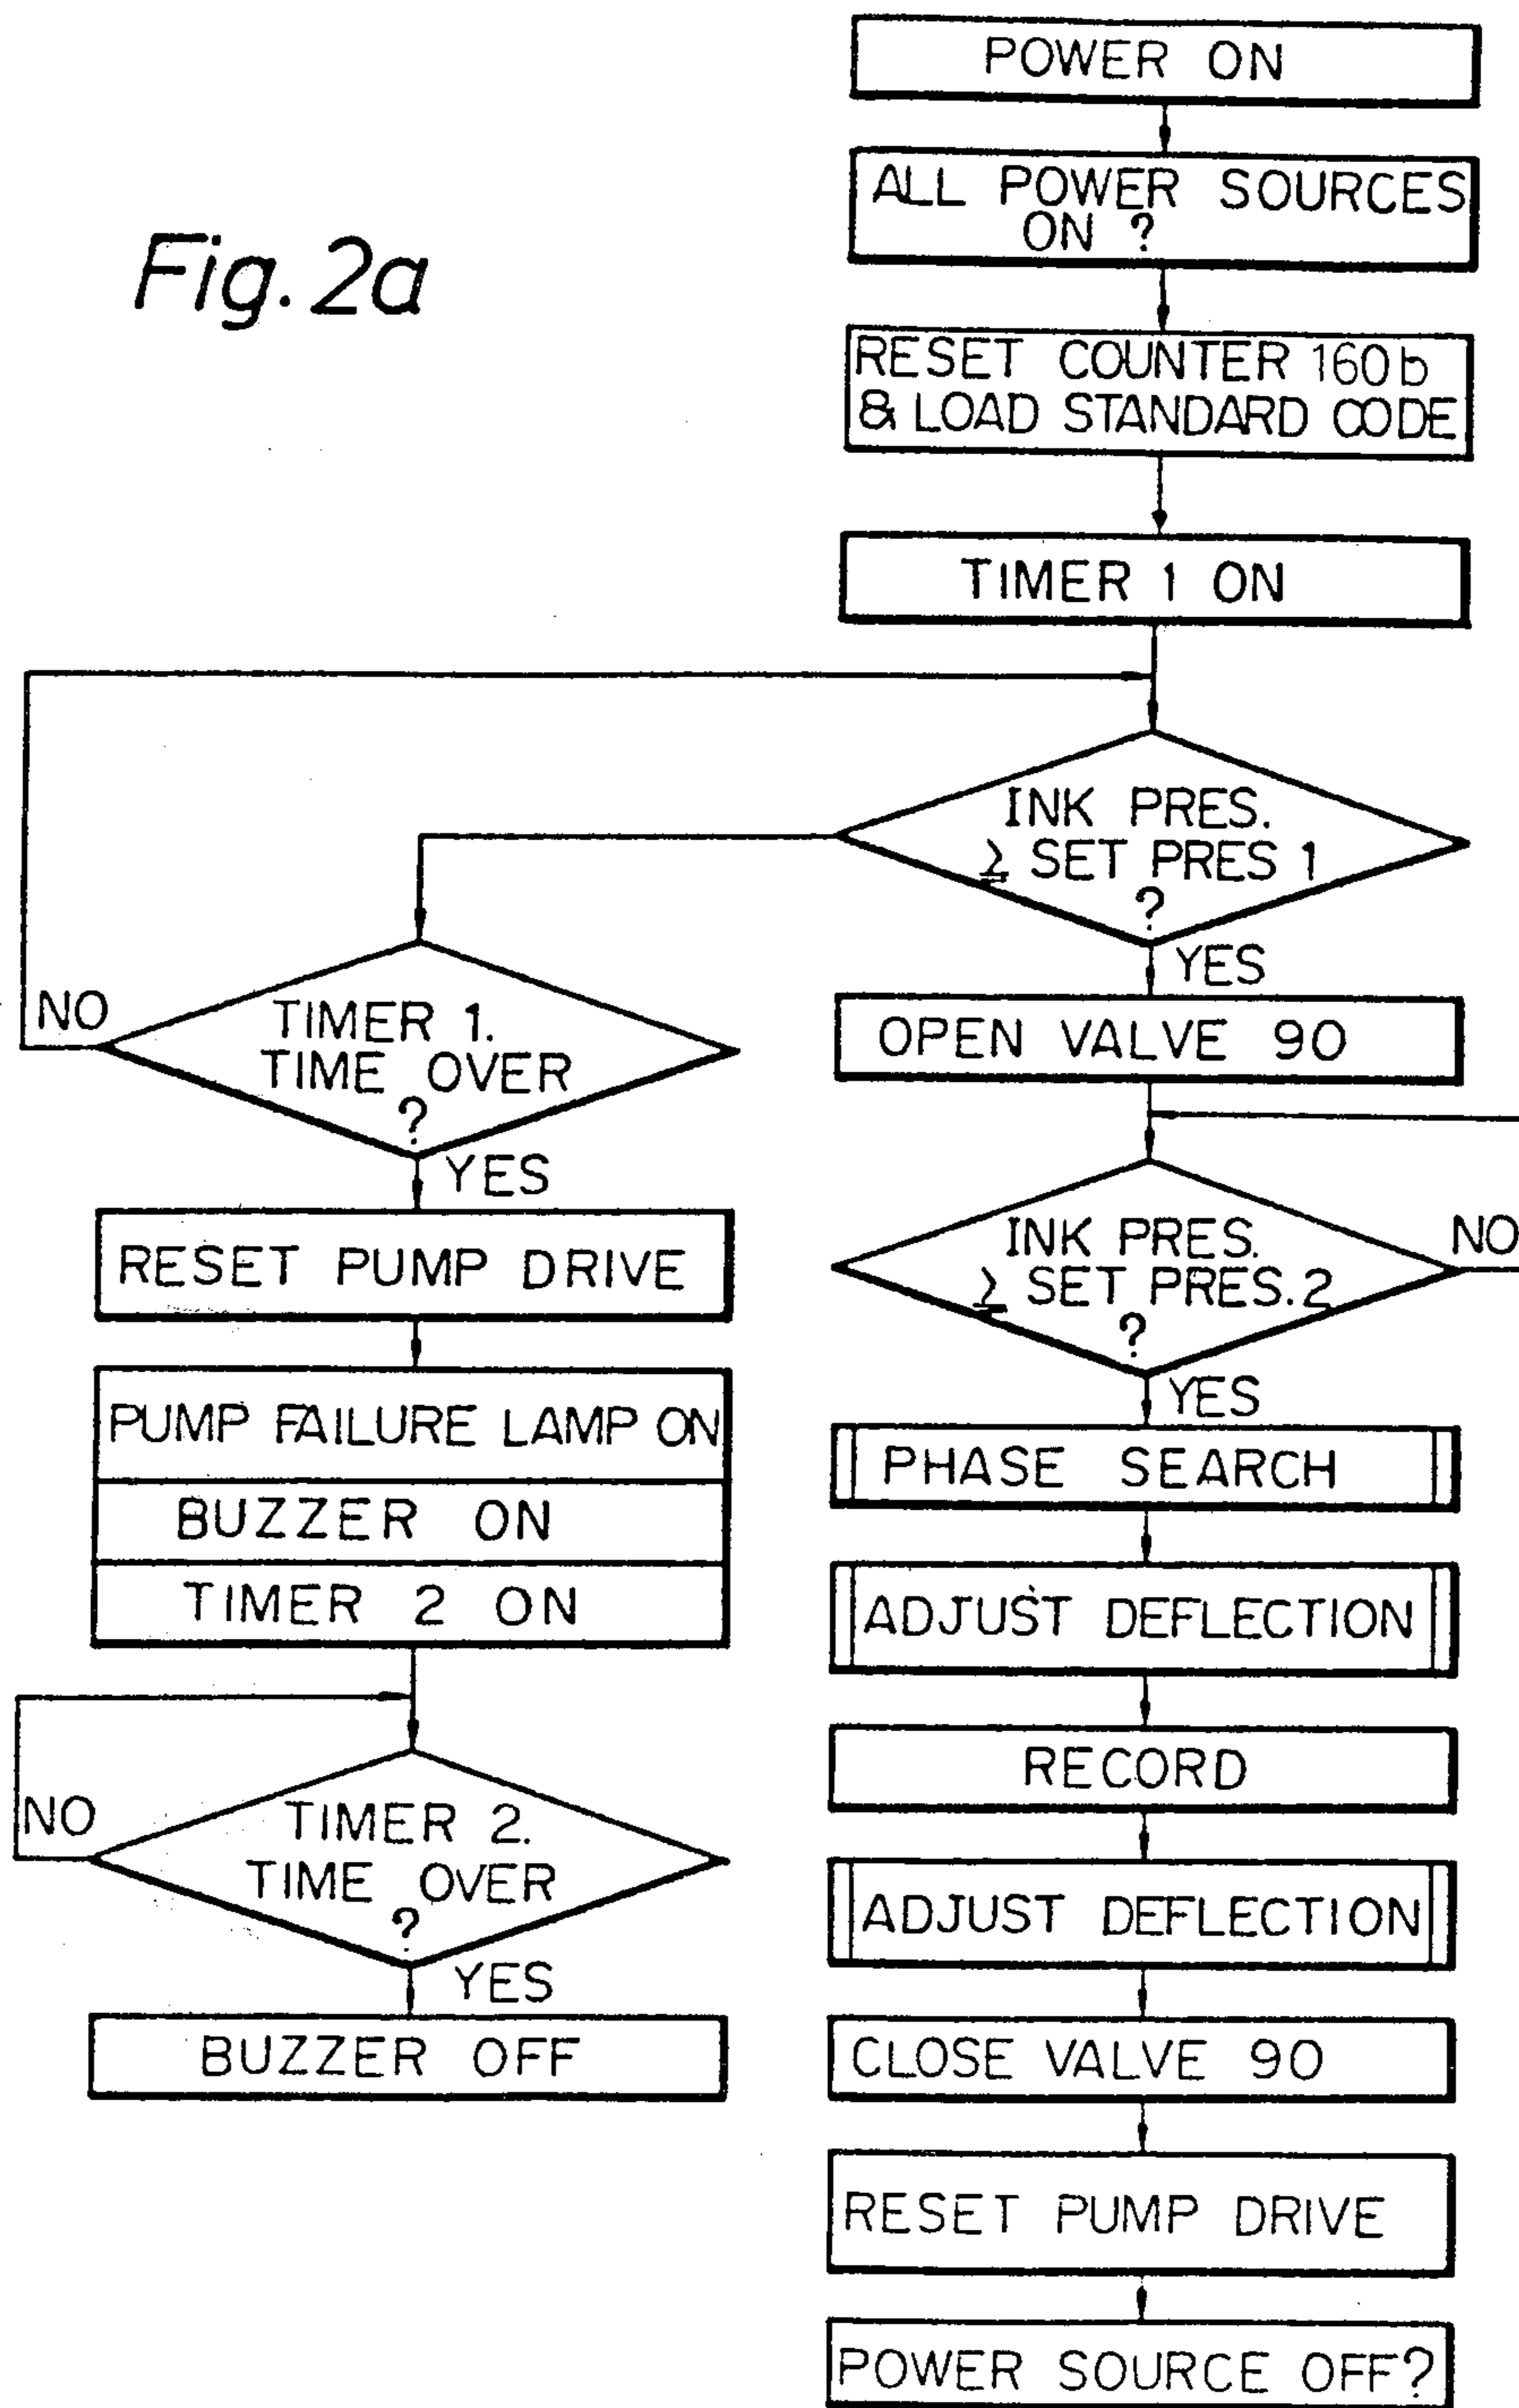 Fig. 2a
POWER ON
ALL POWER SOURCES
ON ?
RESET COUNTER 160b
& LOAD STANDARD CODE
TIMER 1 ON
INK PRES.
≧ SET PRES 1
?
YES
OPEN VALVE 90
INK PRES.
≧ SET PRES. 2
?
NO
YES
PHASE SEARCH
ADJUST DEFLECTION
RECORD
ADJUST DEFLECTION
CLOSE VALVE 90
RESET PUMP DRIVE
POWER SOURCE OFF?
NO
TIMER 1.
TIME OVER
?
YES
RESET PUMP DRIVE
PUMP FAILURE LAMP ON
BUZZER ON
TIMER 2 ON
NO
TIMER 2.
TIME OVER
?
YES
BUZZER OFF